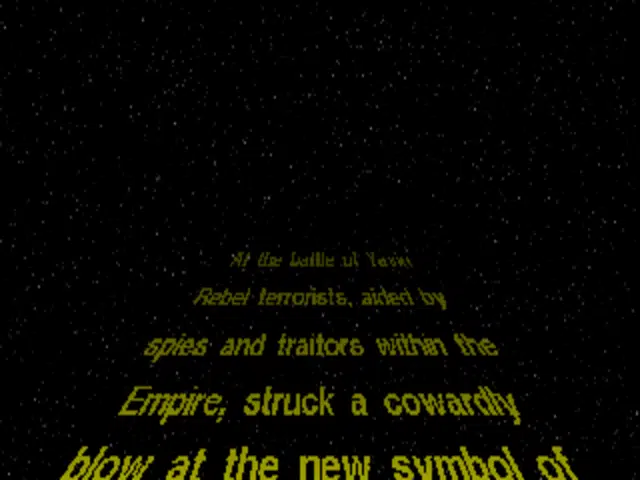 At the battle of Yavin
Rebel terrorists, aided by
spies and traitors within the
Empire, struck a cowardly
blow at the new symbol of